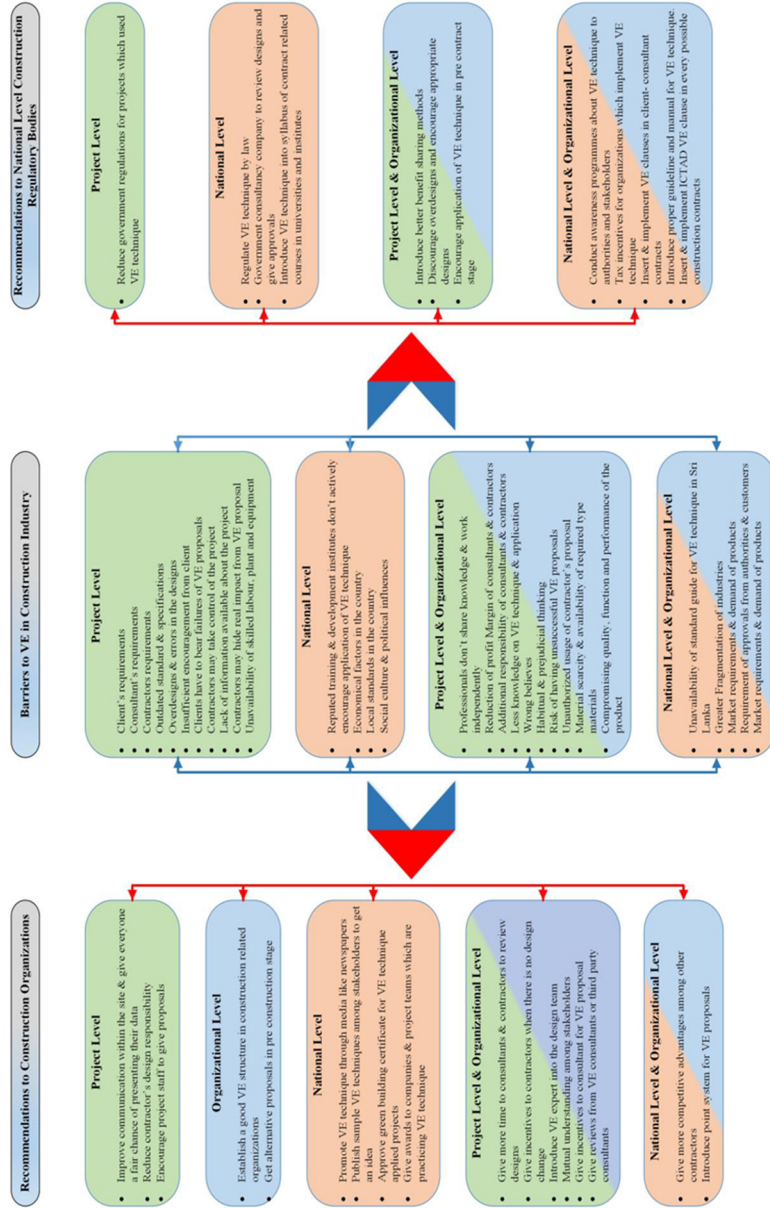 Recommendations to Construction Organizations
Project Level
• Improve communication within the site & give everyone
a fair chance of presenting their data
• Reduce contractor's design responsibility
• Encourage project staff to give proposals
Organizational Level
• Establish a good VE structure in construction related
organizations
• Get alternative proposals in pre construction stage
National Level
• Promote VE technique through media like newspapers
• Publish sample VE techniques among stakeholders to get
an idea
• Approve green building certificate for VE technique
applied projects
• Give awards to companies & project teams which are
practicing VE technique
Project Level & Organizational Level
• Give more time to consultants & contractors to review
designs
• Give incentives to contractors when there is no design
change
• Introduce VE expert into the design team
• Mutual understanding among stakeholders
• Give incentives to consultant for VE proposal
• Give reviews from VE consultants or third party
consultants
National Level & Organizational Level
• Give more competitive advantages among other
contractors
• Introduce point system for VE proposals
Barriers to VE in Construction Industry
Project Level
• Client's requirements
• Consultant's requirements
• Contractors requirements
• Outdated standard & specifications
• Overdesigns & errors in the designs
• Insufficient encouragement from client
• Clients have to bear failures of VE proposals
• Contractors may take control of the project
• Lack of information available about the project
• Contractors may hide real impact from VE proposal
• Unavailability of skilled labour, plant and equipment
National Level
• Reputed training & development institutes don't actively
encourage application of VE technique
• Economical factors in the country
• Local standards in the country
• Social culture & political influences
Project Level & Organizational Level
• Professionals don't share knowledge & work
independently
• Reduction of profit Margin of consultants & contractors
• Additional responsibility of consultants & contractors
• Less knowledge on VE technique & application
• Wrong believes
• Habitual & prejudicial thinking
• Risk of having unsuccessful VE proposals
• Unauthorized usage of contractor's proposal
• Material scarcity & availability of required type
materials
• Compromising quality, function and performance of the
product
National Level & Organizational Level
• Unavailability of standard guide for VE technique in Sri
Lanka
• Greater Fragmentation of industries
• Market requirements & demand of products
• Requirement of approvals from authorities & customers
• Market requirements & demand of products
Recommendations to National Level Construction
Regulatory Bodies
Project Level
• Reduce government regulations for projects which used
VE technique
National Level
• Regulate VE technique by law
• Government consultancy company to review designs and
give approvals
• Introduce VE technique into syllabus of contract related
courses in universities and institutes
Project Level & Organizational Level
• Introduce better benefit sharing methods
• Discourage overdesigns and encourage appropriate
designs
• Encourage application of VE technique in pre contract
stage
National Level & Organizational Level
• Conduct awareness programmes about VE technique to
authorities and stakeholders
• Tax incentives for organizations which implement VE
technique
• Insert & implement VE clauses in client- consultant
contracts
• Introduce proper guideline and manual for VE technique.
• Insert & implement ICTAD VE clause in every possible
construction contracts